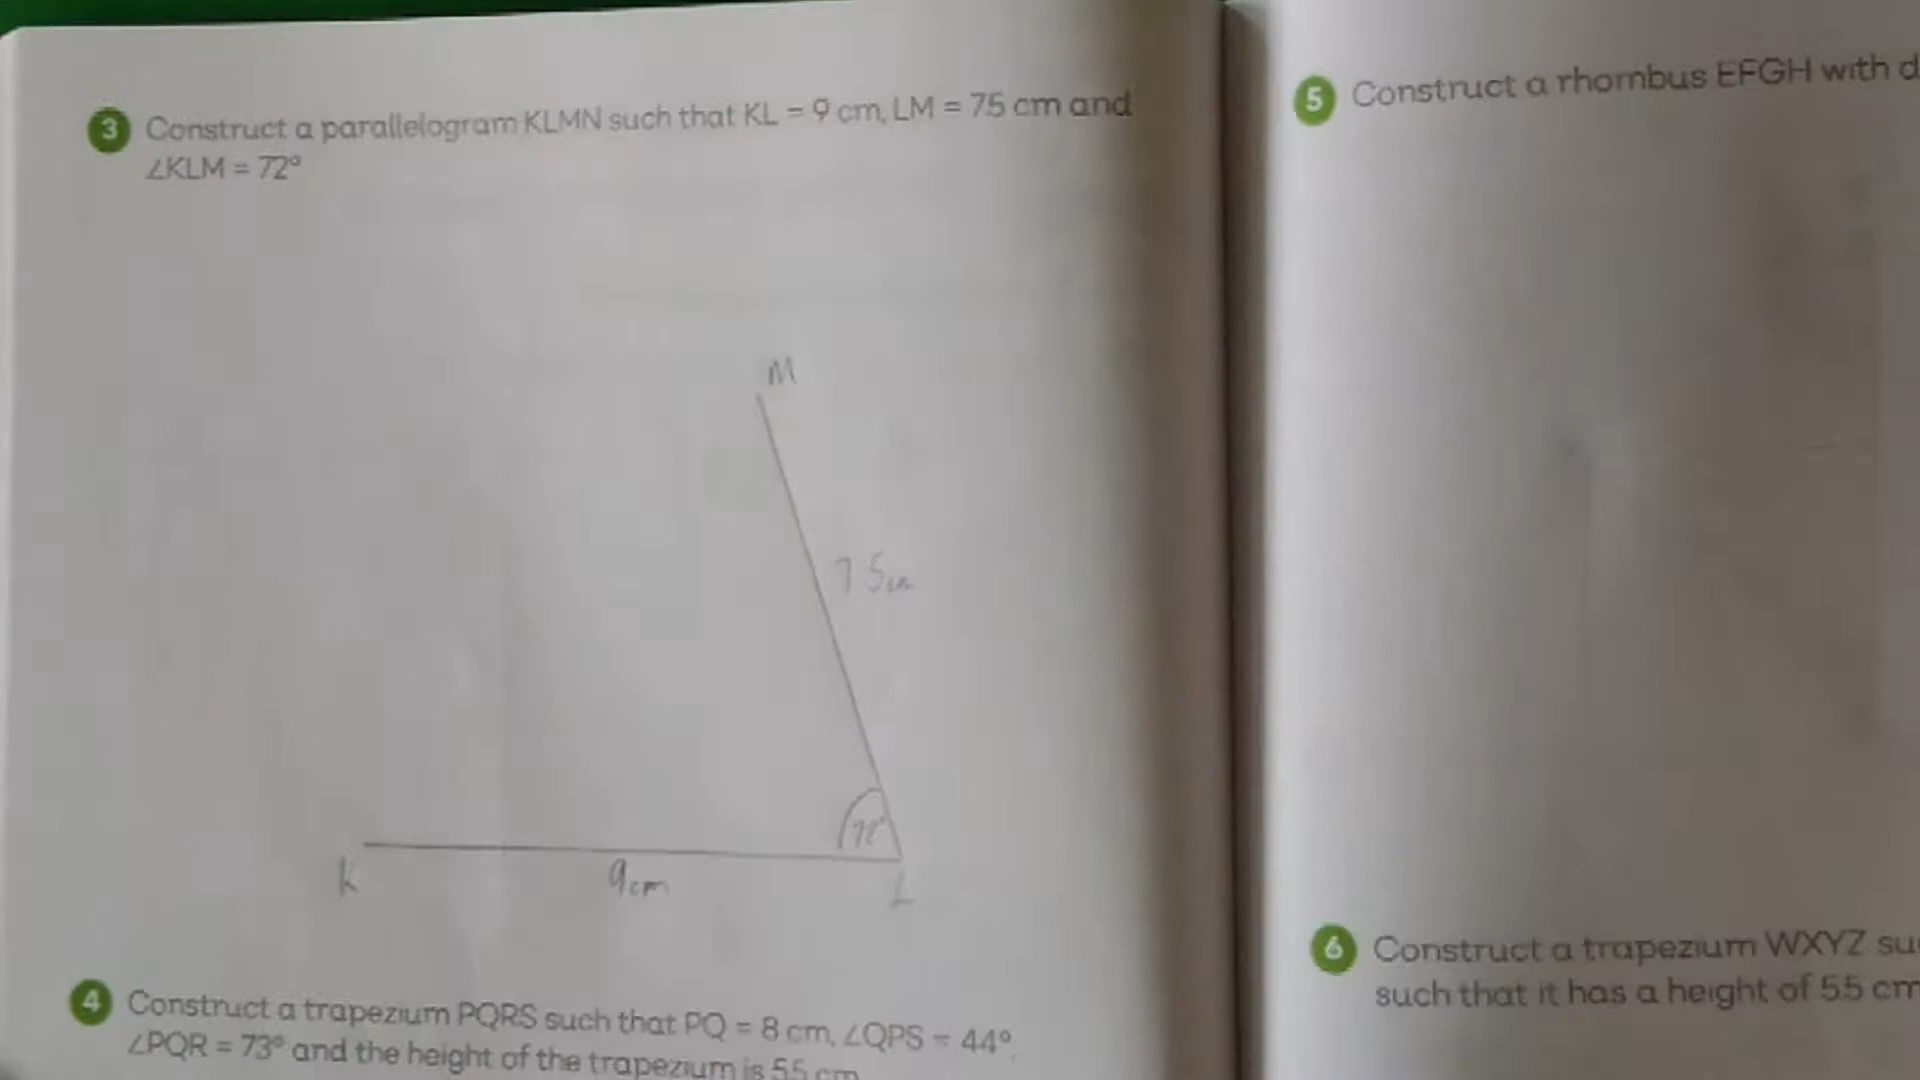 3 Construct a parallelogram KLMN such that KL = 9 cm, LM = 7.5 cm and
∠KLM = 72°
M
7.5cm
72°
K
9cm
L
4 Construct a trapezium PQRS such that PQ = 8 cm, ∠QPS = 44°,
∠PQR = 73° and the height of the trapezium is 5.5 cm
5 Construct a rhombus EFGH with d
6 Construct a trapezium WXYZ su
such that it has a height of 5.5 cm